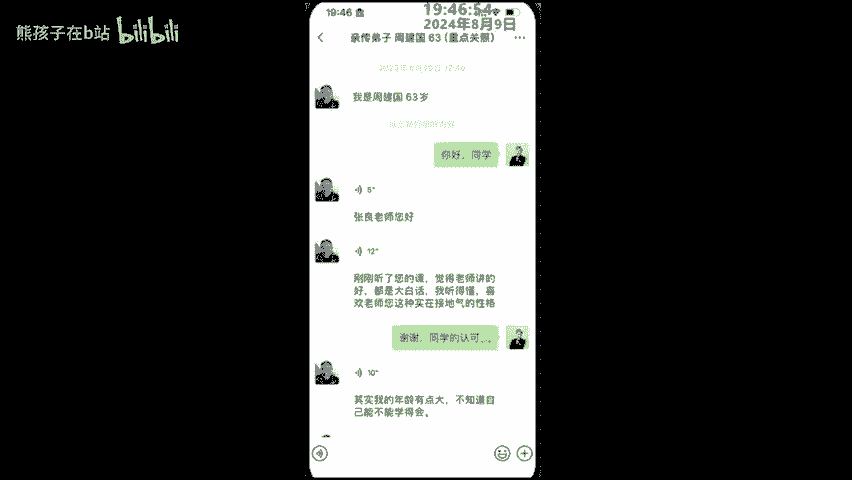 熊孩子在b站 bilibili
19:46
19:46:54
2024年8月9日
亲传弟子 周建国 63(重点关照)
我是周建国 63岁
你好，同学
5"
张良老师您好
12"
刚刚听了您的课，觉得老师讲的
好，都是大白话，我听得懂，喜
欢老师您这种实在接地气的性格
谢谢，同学的认可
10"
其实我的年龄有点大，不知道自
己能不能学得会。